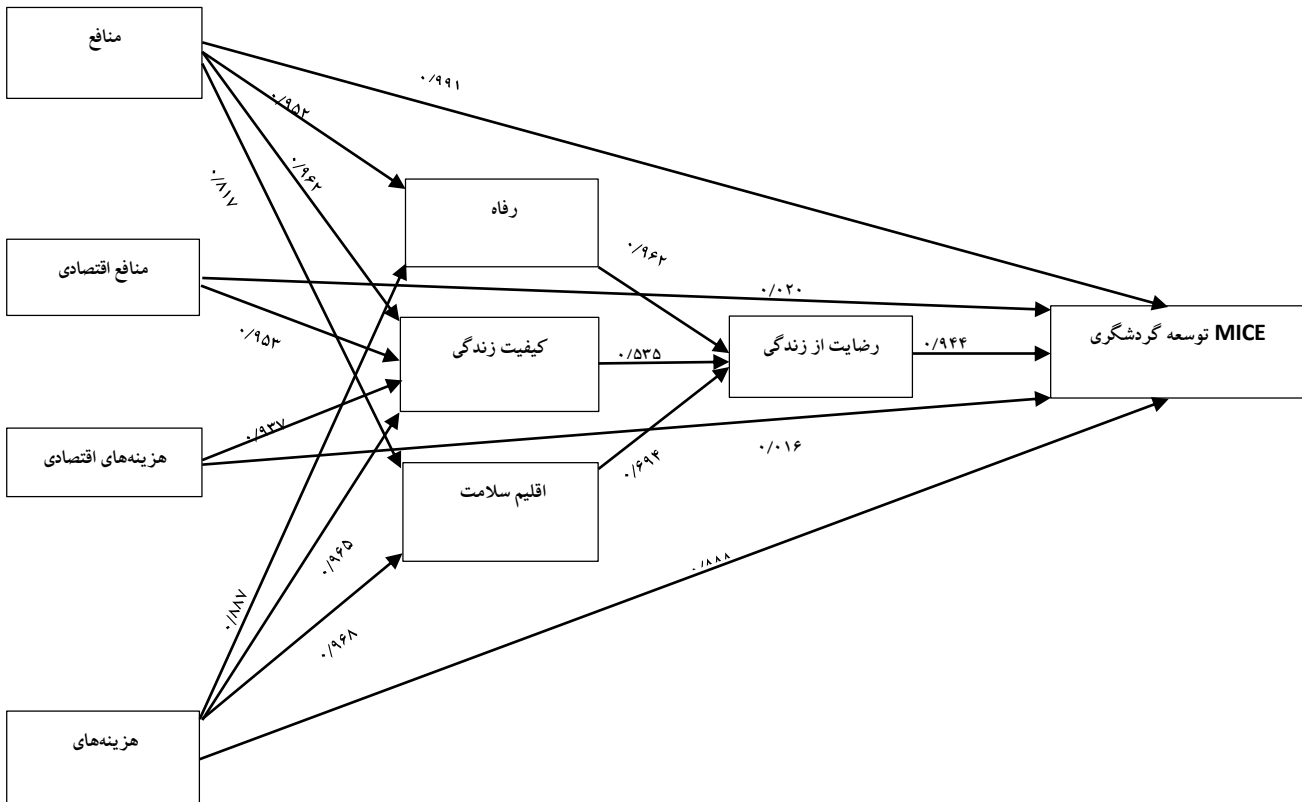 منافع
۰/۹۹۱
۰/۹۵۲
۰/۹۶۲
۰/۸۱۷
رفاه
۰/۹۶۲
منافع اقتصادی
۰/۰۲۰
۰/۹۵۳
کیفیت زندگی
۰/۵۳۵
رضایت از زندگی
۰/۹۴۴
توسعه گردشگری MICE
هزینه‌های اقتصادی
۰/۹۳۷
۰/۰۱۶
۰/۶۹۴
اقلیم سلامت
۰/۹۶۵
۰/۸۸۷
۰/۹۶۸
۰/۸۸۸
هزینه‌های